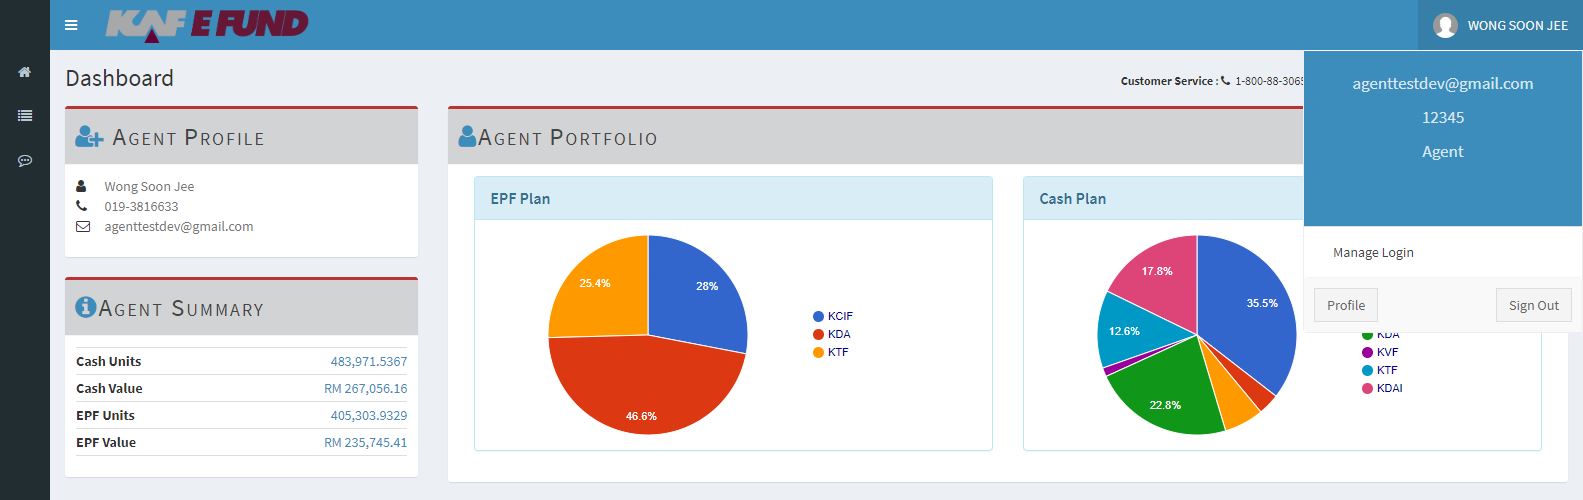 KAF E FUND
WONG SOON JEE
Dashboard
Customer Service : 1-800-88-3065
agenttestdev@gmail.com
12345
Agent
Manage Login
Profile
Sign Out
AGENT PROFILE
Wong Soon Jee
019-3816633
agenttestdev@gmail.com
AGENT SUMMARY
Cash Units 483,971.5367
Cash Value RM 267,056.16
EPF Units 405,303.9329
EPF Value RM 235,745.41
AGENT PORTFOLIO
EPF Plan
25.4%
28%
46.6%
KCIF
KDA
KTF
Cash Plan
17.8%
35.5%
12.6%
22.8%
KDA
KVF
KTF
KDAI